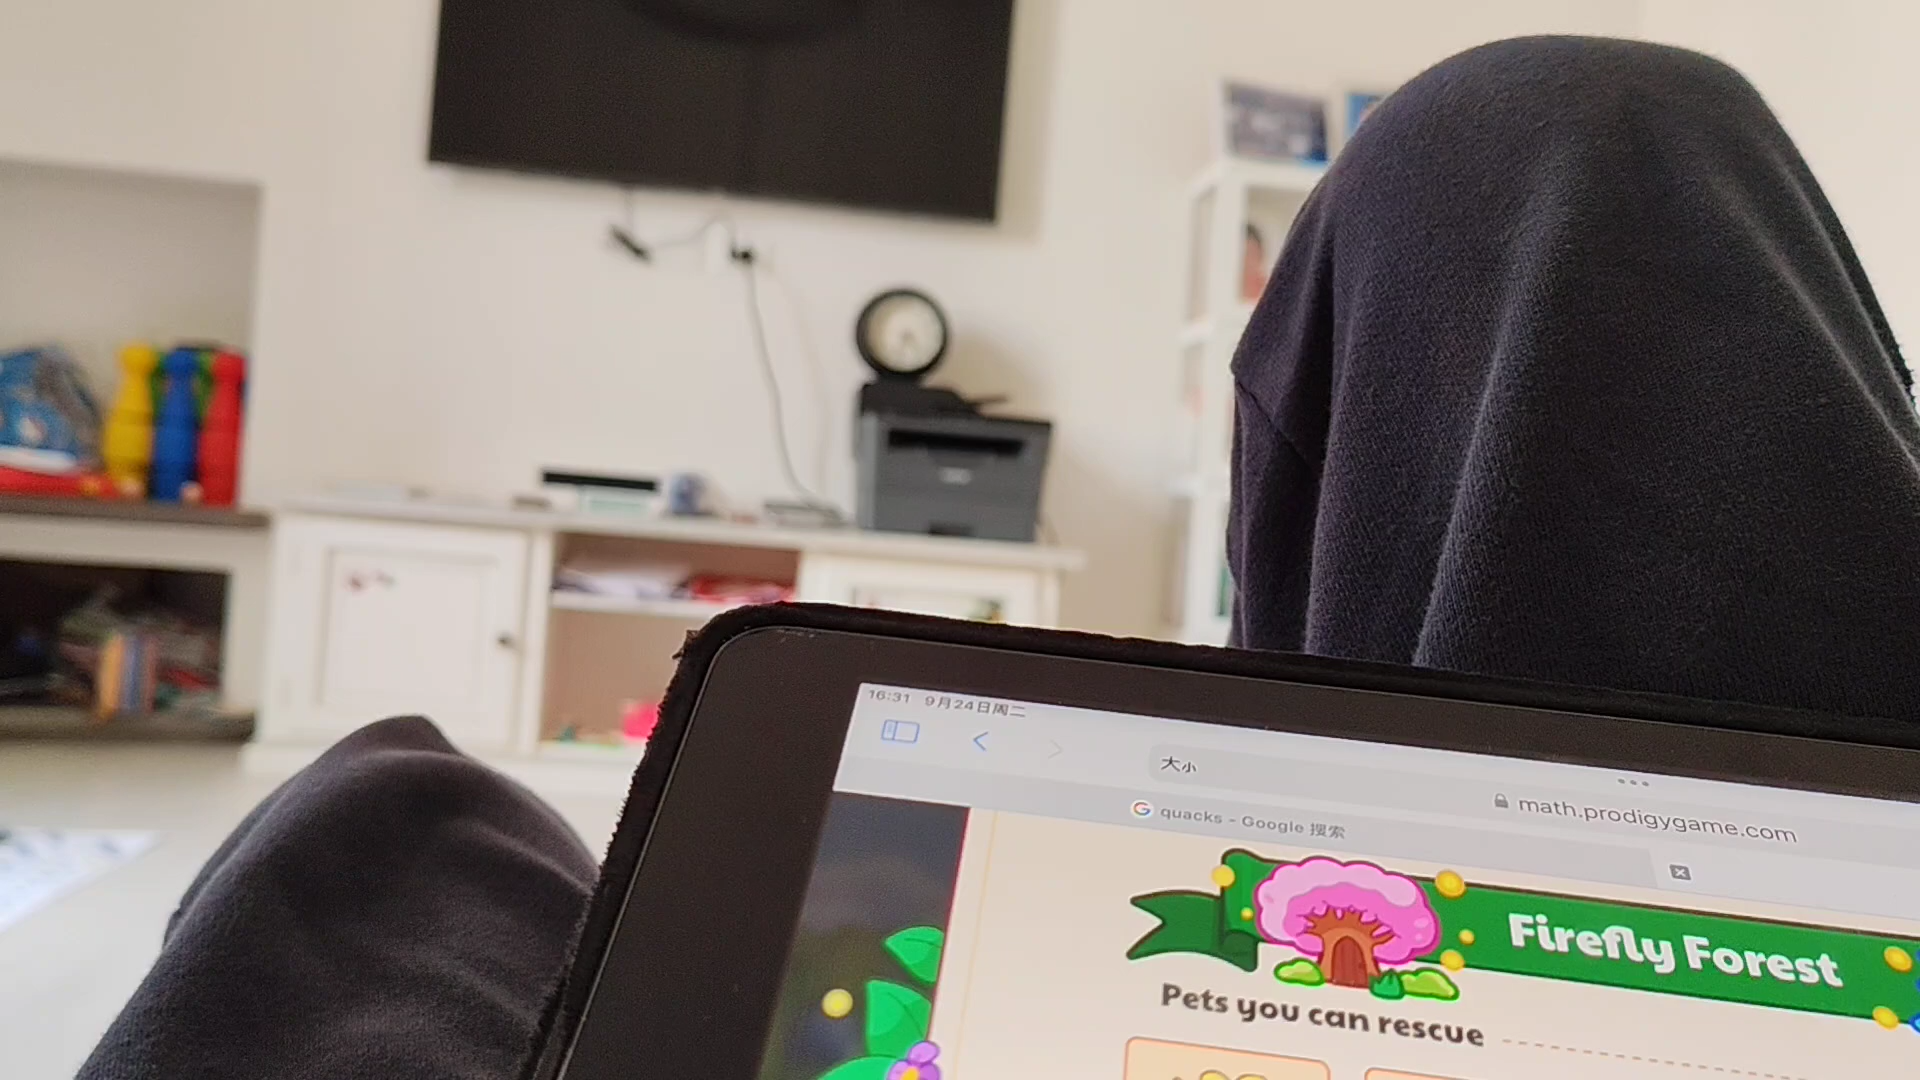 16:31 9月24日周二
大小
math.prodigygame.com
quacks - Google 搜索
Firefly Forest
Pets you can rescue